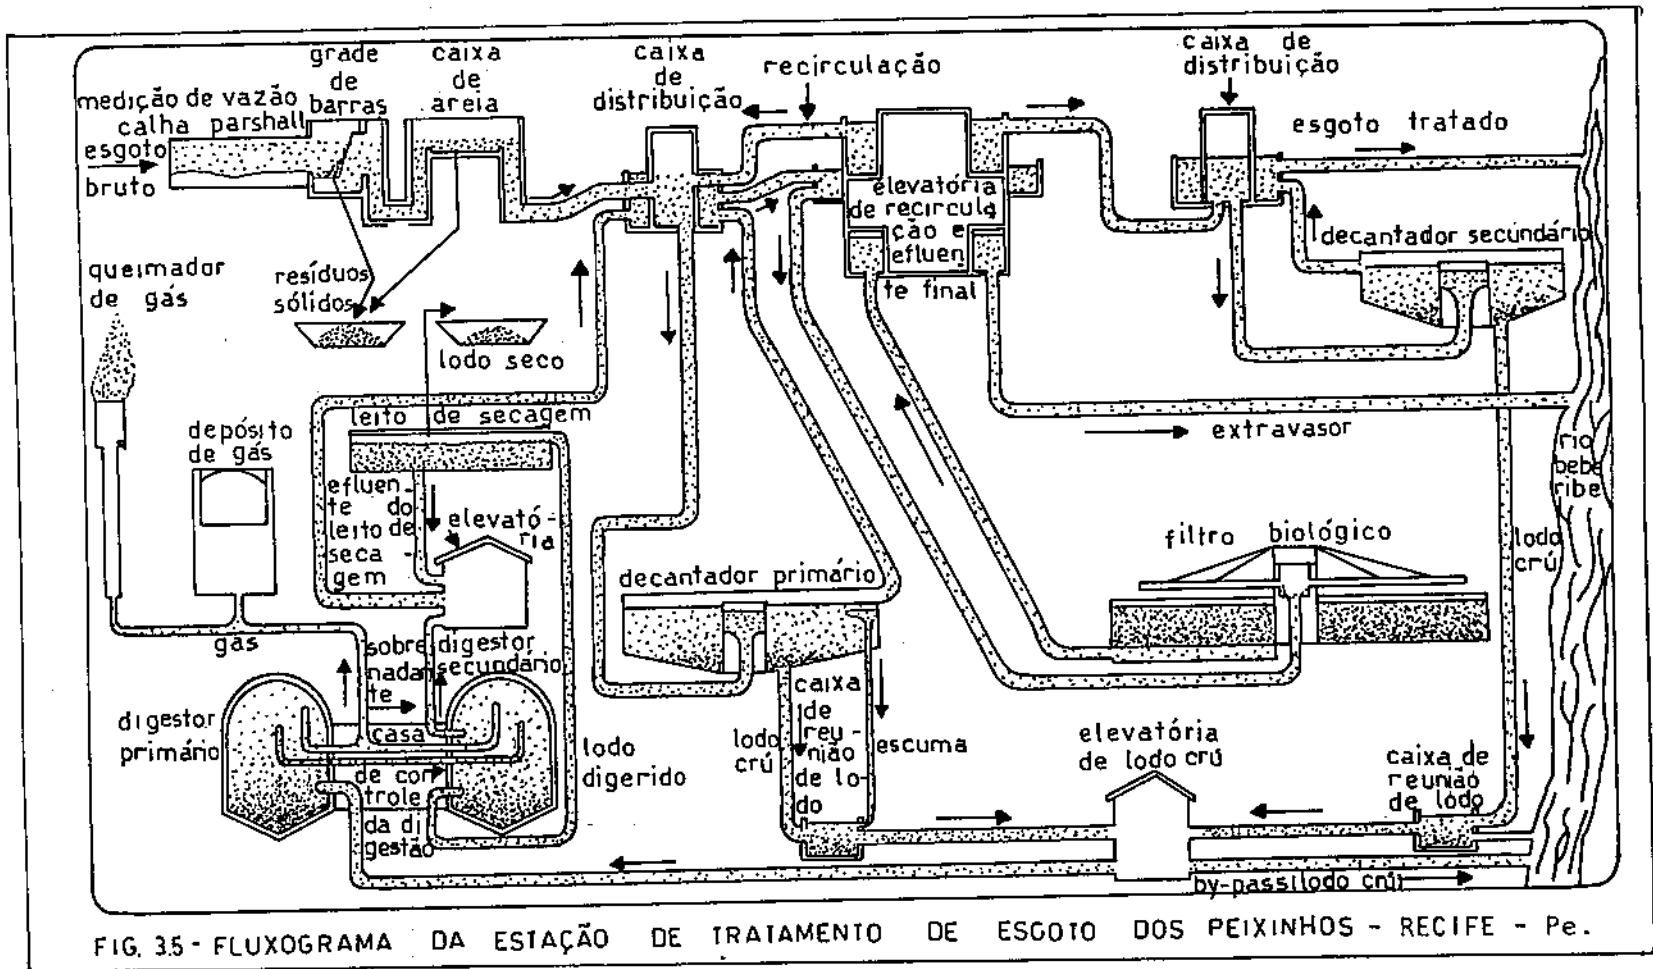 grade
de
barras
medição de vazão
calha parshall
esgoto
bruto
caixa
de
areia
caixa
de
distribuição
recirculação
caixa de
distribuição
esgoto tratado
elevatória
de recircula
ção e
efluen
te final
decantador secundário
queimador
de gás
resíduos
sólidos
lodo seco
leito de secagem
extravasor
rio
bebe
ribe
depósito
de gás
efluen-
te do
leito de
seca-
gem
elevató-
ria
filtro biológico
lodo
crú
decantador primário
gás
sobre
nadan
te
digestor
secundário
digestor
primário
casa
de con
trole
da di
gestão
lodo
digerido
lodo
crú
caixa
de
reu-
nião
de lo-
do
escuma
elevatória
de lodo crú
caixa de
reunião
de lodo
by-pass(lodo crú)
FIG. 3.5 - FLUXOGRAMA DA ESTAÇÃO DE TRATAMENTO DE ESGOTO DOS PEIXINHOS - RECIFE - Pe.